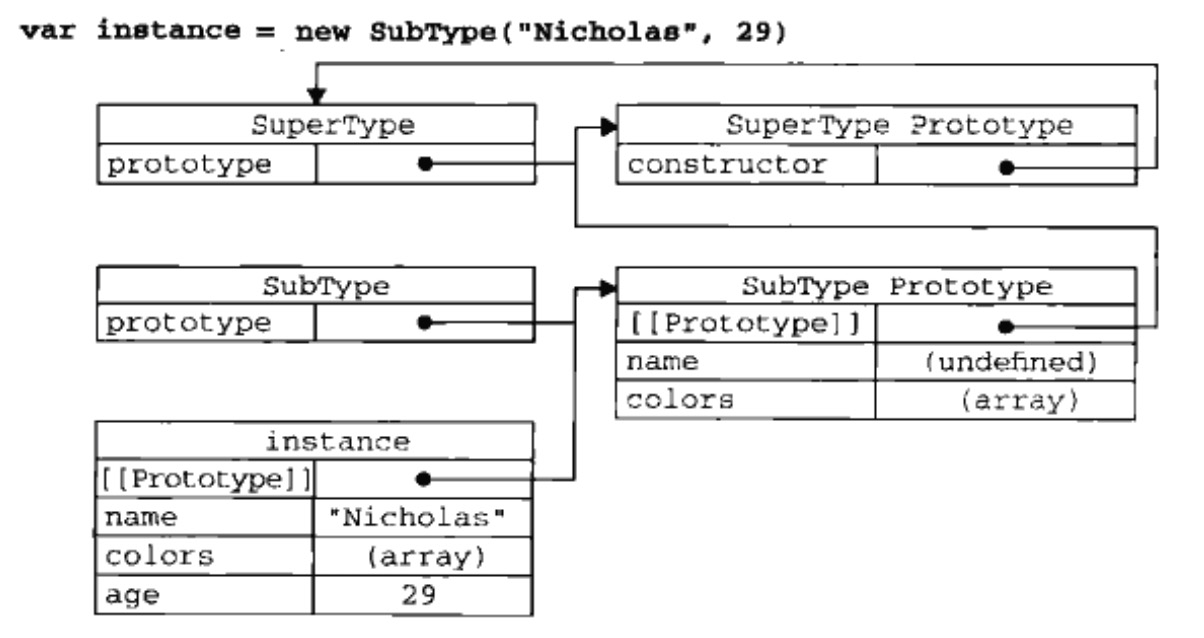 var instance = new SubType("Nicholas", 29)
SuperType
prototype
SuperType Prototype
constructor
SubType
prototype
SubType Prototype
[[Prototype]]
name (undefined)
colors (array)
instance
[[Prototype]]
name "Nicholas"
colors (array)
age 29